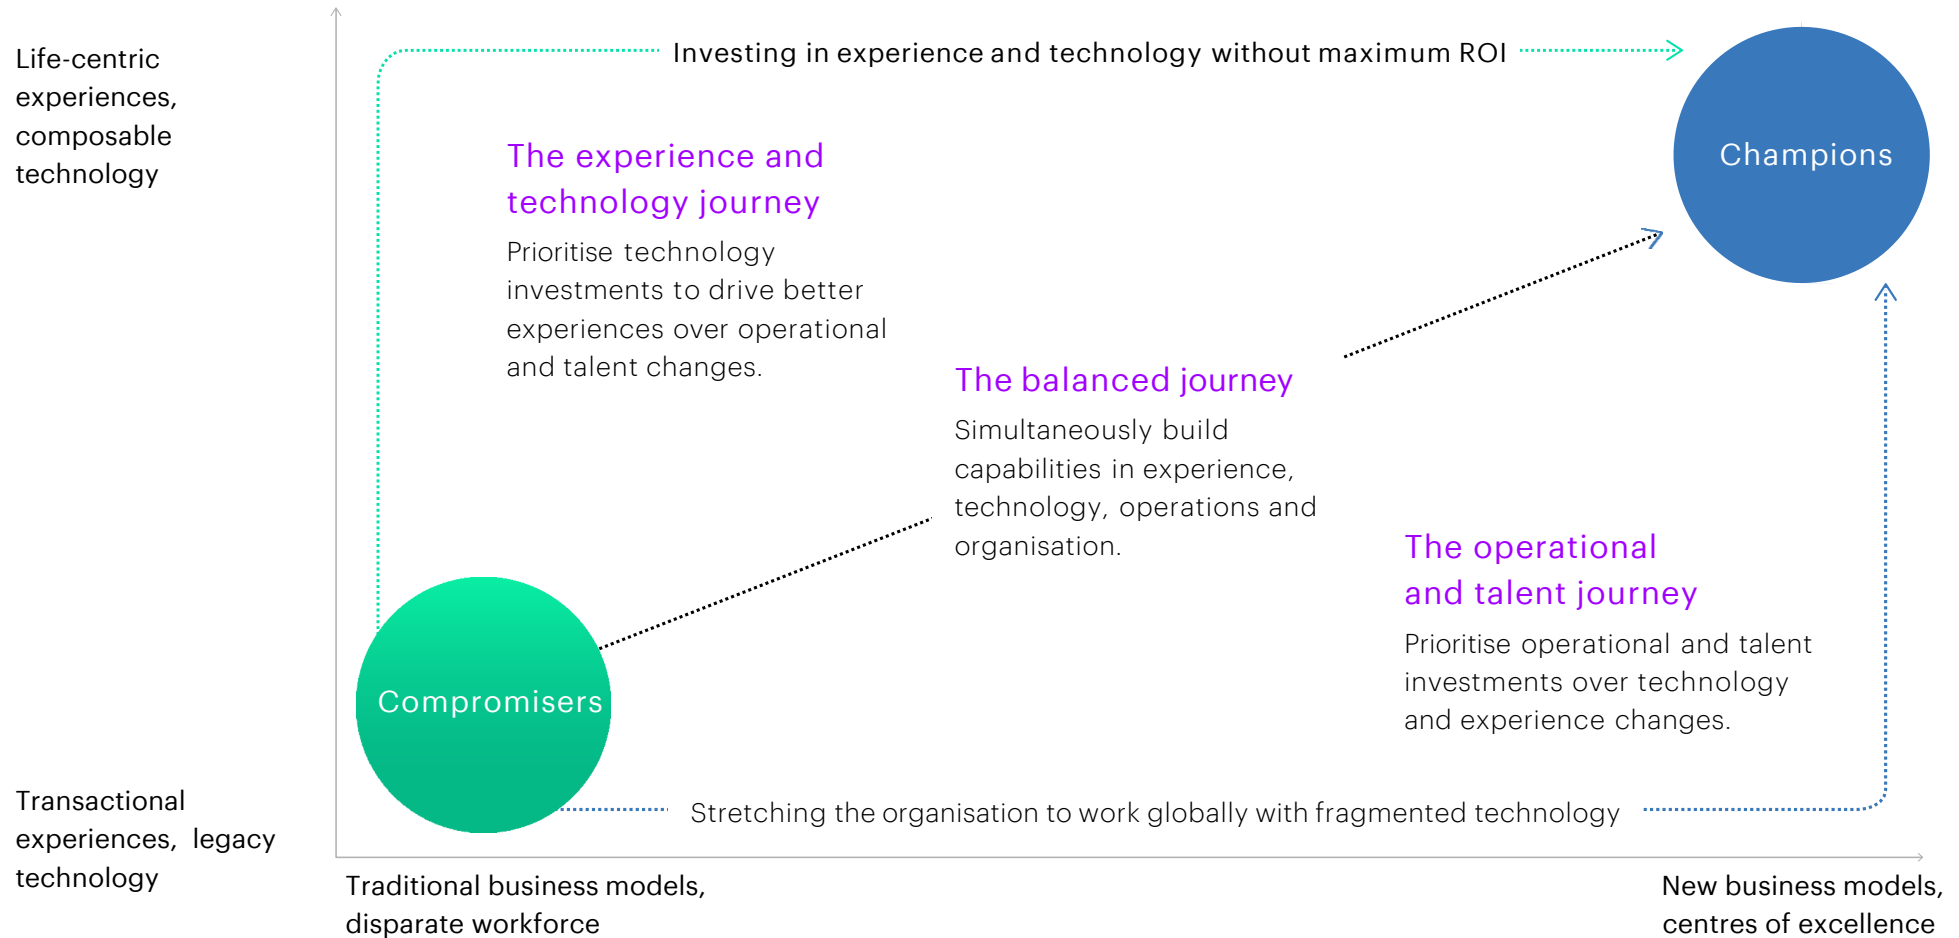 Life-centric
experiences,
composable
technology
Investing in experience and technology without maximum ROI
Champions
The experience and
technology journey
Prioritise technology
investments to drive better
experiences over operational
and talent changes.
The balanced journey
Simultaneously build
capabilities in experience,
technology, operations and
organisation.
The operational
and talent journey
Prioritise operational and talent
investments over technology
and experience changes.
Compromisers
Stretching the organisation to work globally with fragmented technology
Transactional
experiences, legacy
technology
Traditional business models,
disparate workforce
New business models,
centres of excellence